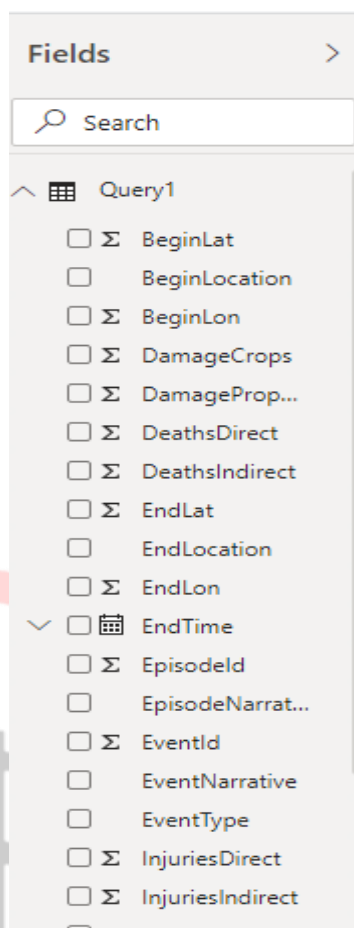 Fields
Search
Query1
Σ BeginLat
BeginLocation
Σ BeginLon
Σ DamageCrops
Σ DamageProp...
Σ DeathsDirect
Σ DeathsIndirect
Σ EndLat
EndLocation
Σ EndLon
EndTime
Σ EpisodeId
EpisodeNarrat...
Σ EventId
EventNarrative
EventType
Σ InjuriesDirect
Σ InjuriesIndirect